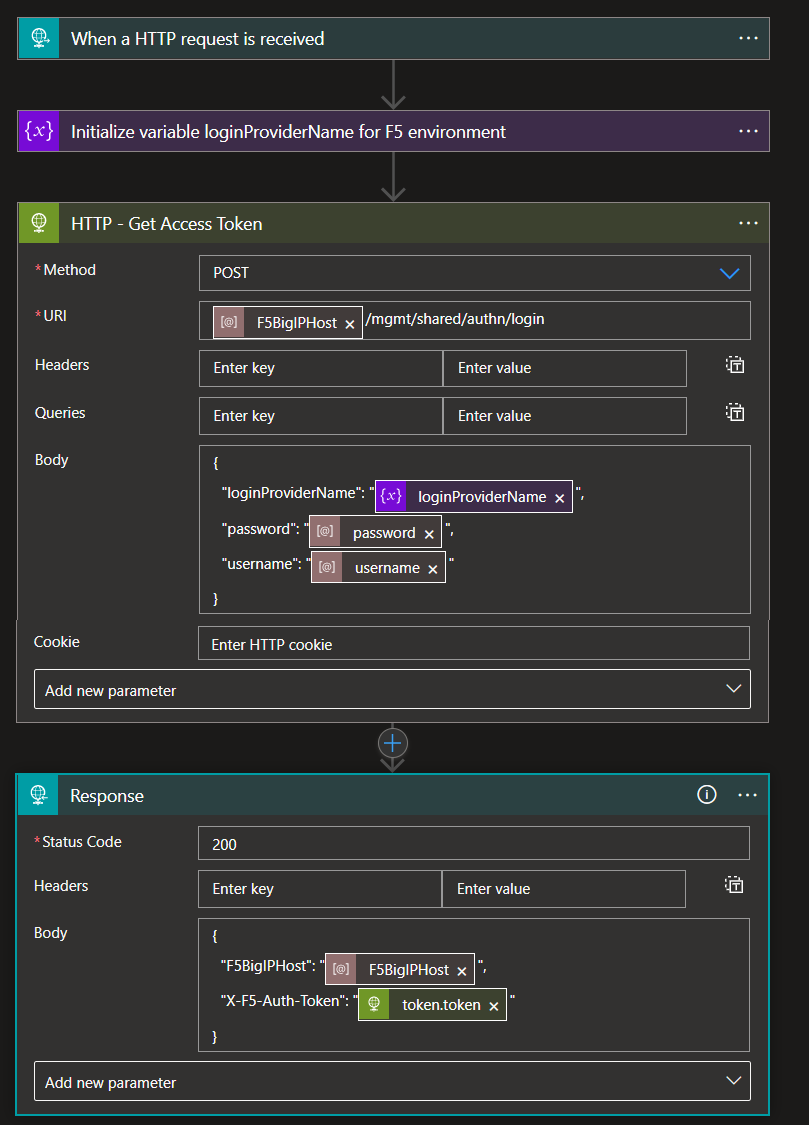 When a HTTP request is received
{x} Initialize variable loginProviderName for F5 environment
HTTP - Get Access Token
*Method POST
*URI [@] F5BigIPHost × /mgmt/shared/authn/login
Headers Enter key Enter value
Queries Enter key Enter value
Body {
"loginProviderName": "{x} loginProviderName ×",
"password": "[@] password ×",
"username": "[@] username ×"
}
Cookie Enter HTTP cookie
Add new parameter
Response
*Status Code 200
Headers Enter key Enter value
Body {
"F5BigIPHost": "[@] F5BigIPHost ×",
"X-F5-Auth-Token": "token.token ×"
}
Add new parameter